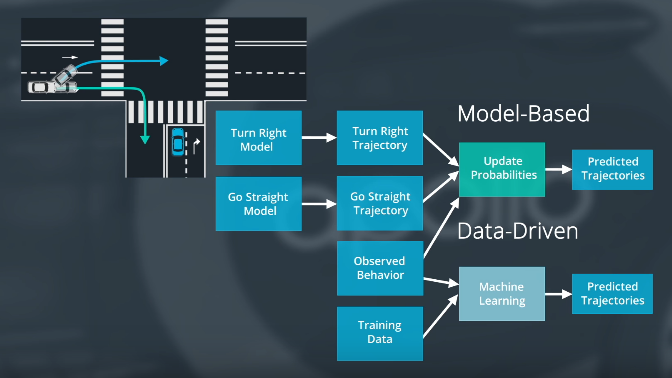 Model-Based
Turn Right
Model
Turn Right
Trajectory
Update
Probabilities
Predicted
Trajectories
Go Straight
Model
Go Straight
Trajectory
Data-Driven
Observed
Behavior
Machine
Learning
Predicted
Trajectories
Training
Data